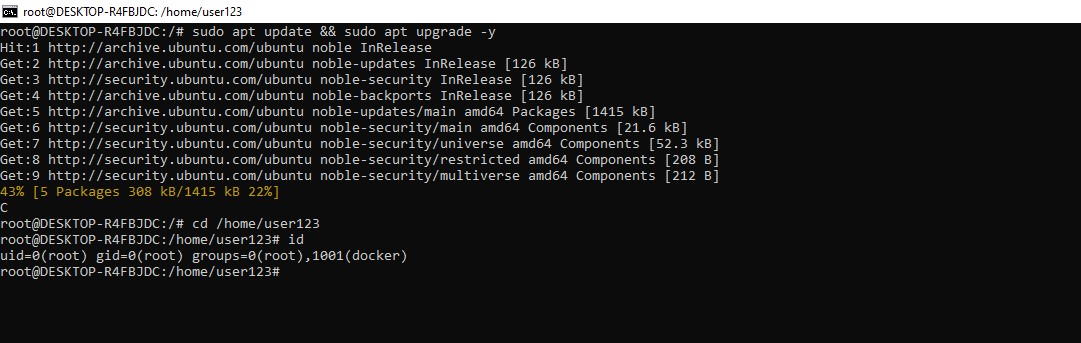 root@DESKTOP-R4FBJDC: /home/user123
root@DESKTOP-R4FBJDC:/# sudo apt update && sudo apt upgrade -y
Hit:1 http://archive.ubuntu.com/ubuntu noble InRelease
Get:2 http://archive.ubuntu.com/ubuntu noble-updates InRelease [126 kB]
Get:3 http://security.ubuntu.com/ubuntu noble-security InRelease [126 kB]
Get:4 http://archive.ubuntu.com/ubuntu noble-backports InRelease [126 kB]
Get:5 http://archive.ubuntu.com/ubuntu noble-updates/main amd64 Packages [1415 kB]
Get:6 http://security.ubuntu.com/ubuntu noble-security/main amd64 Components [21.6 kB]
Get:7 http://security.ubuntu.com/ubuntu noble-security/universe amd64 Components [52.3 kB]
Get:8 http://security.ubuntu.com/ubuntu noble-security/restricted amd64 Components [208 B]
Get:9 http://security.ubuntu.com/ubuntu noble-security/multiverse amd64 Components [212 B]
43% [5 Packages 308 kB/1415 kB 22%]
C
root@DESKTOP-R4FBJDC:/# cd /home/user123
root@DESKTOP-R4FBJDC:/home/user123# id
uid=0(root) gid=0(root) groups=0(root),1001(docker)
root@DESKTOP-R4FBJDC:/home/user123#